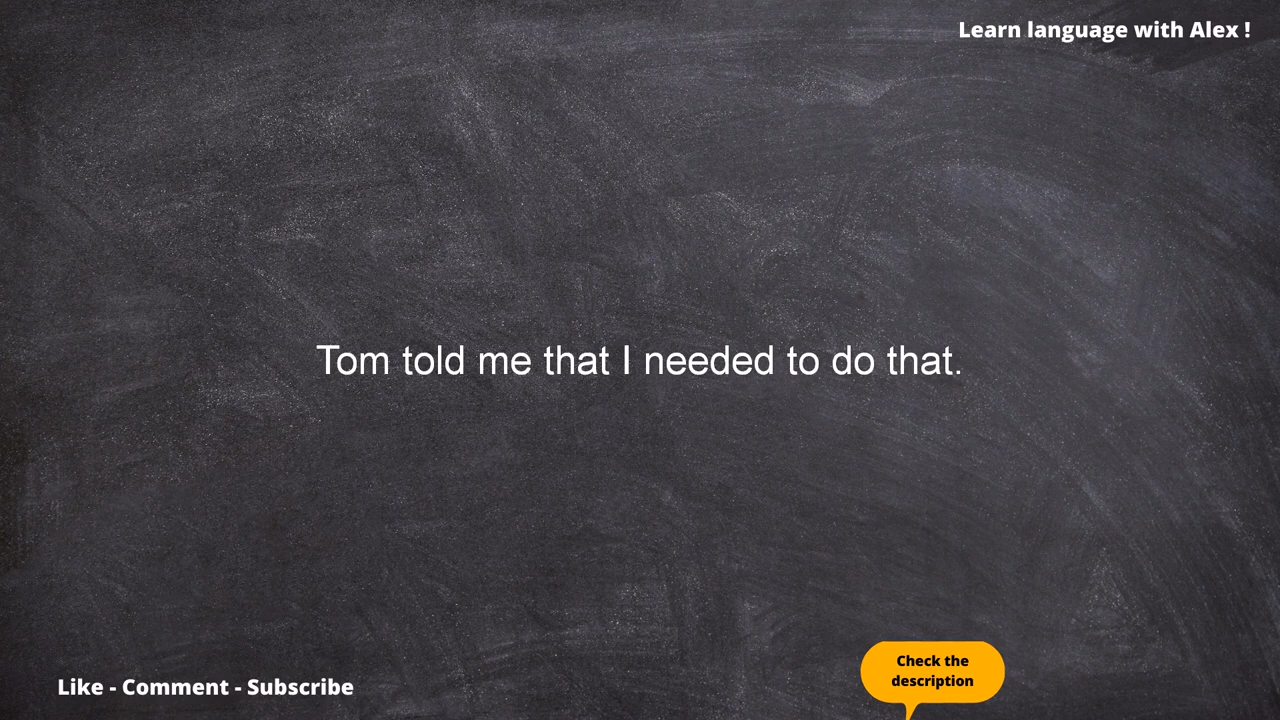 Learn language with Alex !
Tom told me that I needed to do that.
Check the
description
Like - Comment - Subscribe